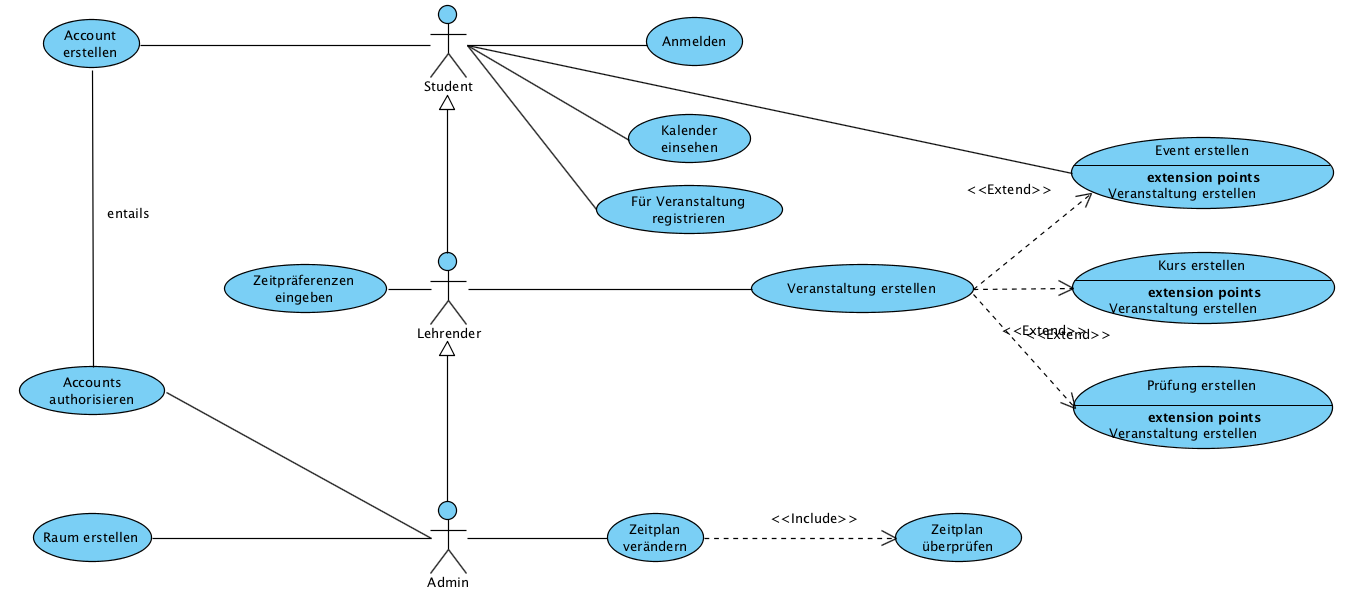 Account
erstellen
Student
Anmelden
Kalender
einsehen
Für Veranstaltung
registrieren
Event erstellen
extension points
Veranstaltung erstellen
<<Extend>>
entails
Zeitpräferenzen
eingeben
Lehrender
Veranstaltung erstellen
Kurs erstellen
extension points
Veranstaltung erstellen
<<Extend>>
<<Extend>>
Prüfung erstellen
extension points
Veranstaltung erstellen
Accounts
authorisieren
Raum erstellen
Admin
Zeitplan
verändern
<<Include>>
Zeitplan
überprüfen